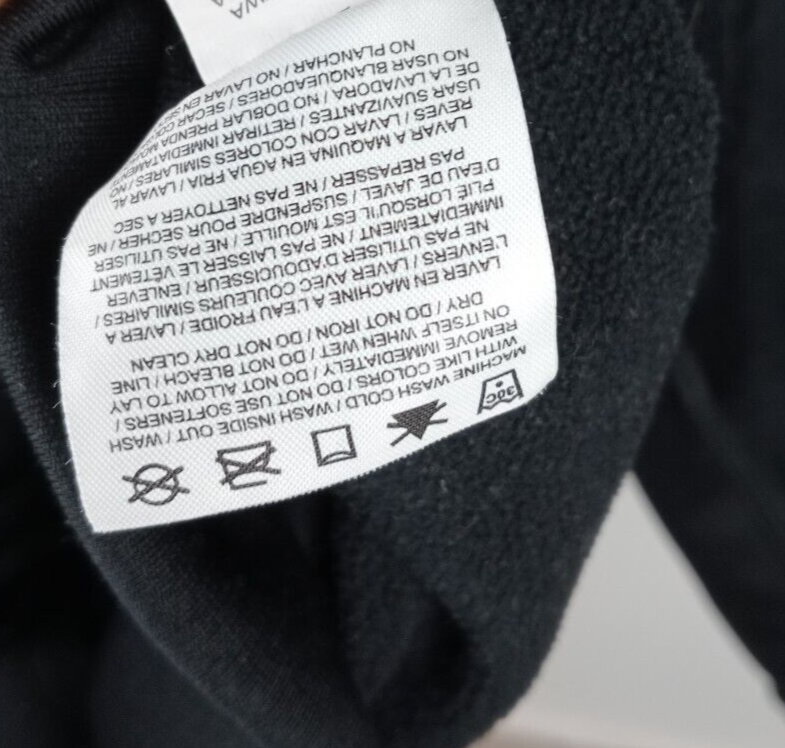 30C
MACHINE WASH COLD / WASH INSIDE OUT / WASH
WITH LIKE COLORS / DO NOT USE SOFTENERS /
REMOVE IMMEDIATELY / DO NOT ALLOW TO LAY
ON ITSELF WHEN WET / DO NOT BLEACH / LINE
DRY / DO NOT IRON / DO NOT DRY CLEAN
LAVER EN MACHINE A L'EAU FROIDE / LAVER A
L'ENVERS / LAVER AVEC COULEURS SIMILAIRES /
NE PAS UTILISER D'ADOUCISSEUR / ENLEVER
IMMEDIATEMENT / NE PAS LAISSER LE VÊTEMENT
PLIÉ LORSQU'IL EST MOUILLE / NE PAS UTILISER
D'EAU DE JAVEL / SUSPENDRE POUR SECHER / NE
PAS REPASSER / NE PAS NETTOYER A SEC
LAVAR A MAQUINA EN AGUA FRIA / LAVAR AL
REVES / LAVAR CON COLORES SIMILARES / NO
USAR SUAVIZANTES / RETIRAR
DE LA LAVADORA / NO DOBLAR PRENDA
NO USAR BLANQUEADORES / SECAR
NO PLANCHAR / NO LAVAR EN